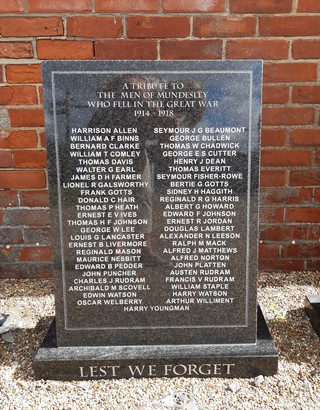 A TRIBUTE TO
THE MEN OF MUNDESLEY
WHO FELL IN THE GREAT WAR
1914 - 1918
HARRISON ALLEN
WILLIAM A F BINNS
BERNARD CLARKE
WILLIAM T COMLEY
THOMAS DAVIS
WALTER G EARL
JAMES D H FARMER
LIONEL R GALSWORTHY
FRANK GOTTS
DONALD C HAIR
THOMAS P HEATH
ERNEST E V IVES
THOMAS H F JOHNSON
GEORGE W LEE
LOUIS G LANCASTER
ERNEST B LIVERMORE
REGINALD MASON
MAURICE NESBITT
EDWARD B PEDDER
JOHN PUNCHER
CHARLES J RUDRAM
ARCHIBALD M SCOVELL
EDWIN WATSON
OSCAR WELBERRY
SEYMOUR J G BEAUMONT
GEORGE BULLEN
THOMAS W CHADWICK
GEORGE E S CUTTER
HENRY J DEAN
THOMAS EVERITT
SEYMOUR FISHER-ROWE
BERTIE G GOTTS
SIDNEY H HAGGITH
REGINALD R G HARRIS
ALBERT G HOWARD
EDWARD F JOHNSON
ERNEST R JORDAN
DOUGLAS LAMBERT
ALEXANDER N LEESON
RALPH M MACK
ALFRED J MATTHEWS
ALFRED NORTON
JOHN PLATTEN
AUSTEN RUDRAM
FRANCIS V RUDRAM
WILLIAM STAPLE
HARRY WATSON
ARTHUR WILLIMENT
HARRY YOUNGMAN
LEST WE FORGET